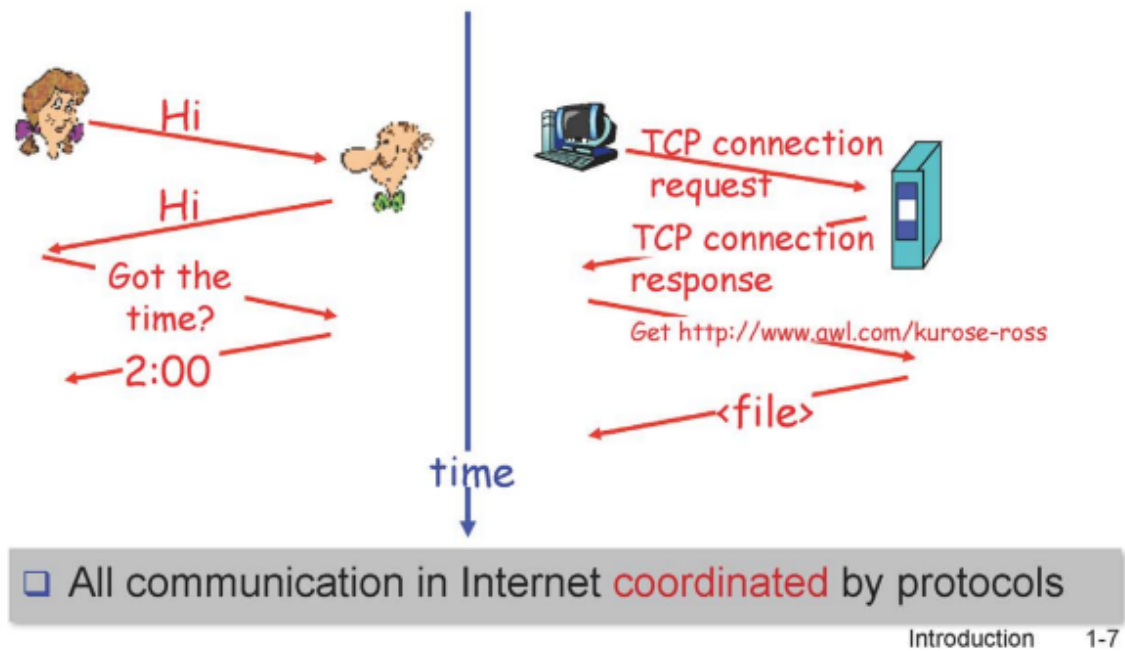 Hi
Hi
Got the
time?
2:00
TCP connection
request
TCP connection
response
Get http://www.awl.com/kurose-ross
<file>
time
All communication in Internet coordinated by protocols
Introduction 1-7